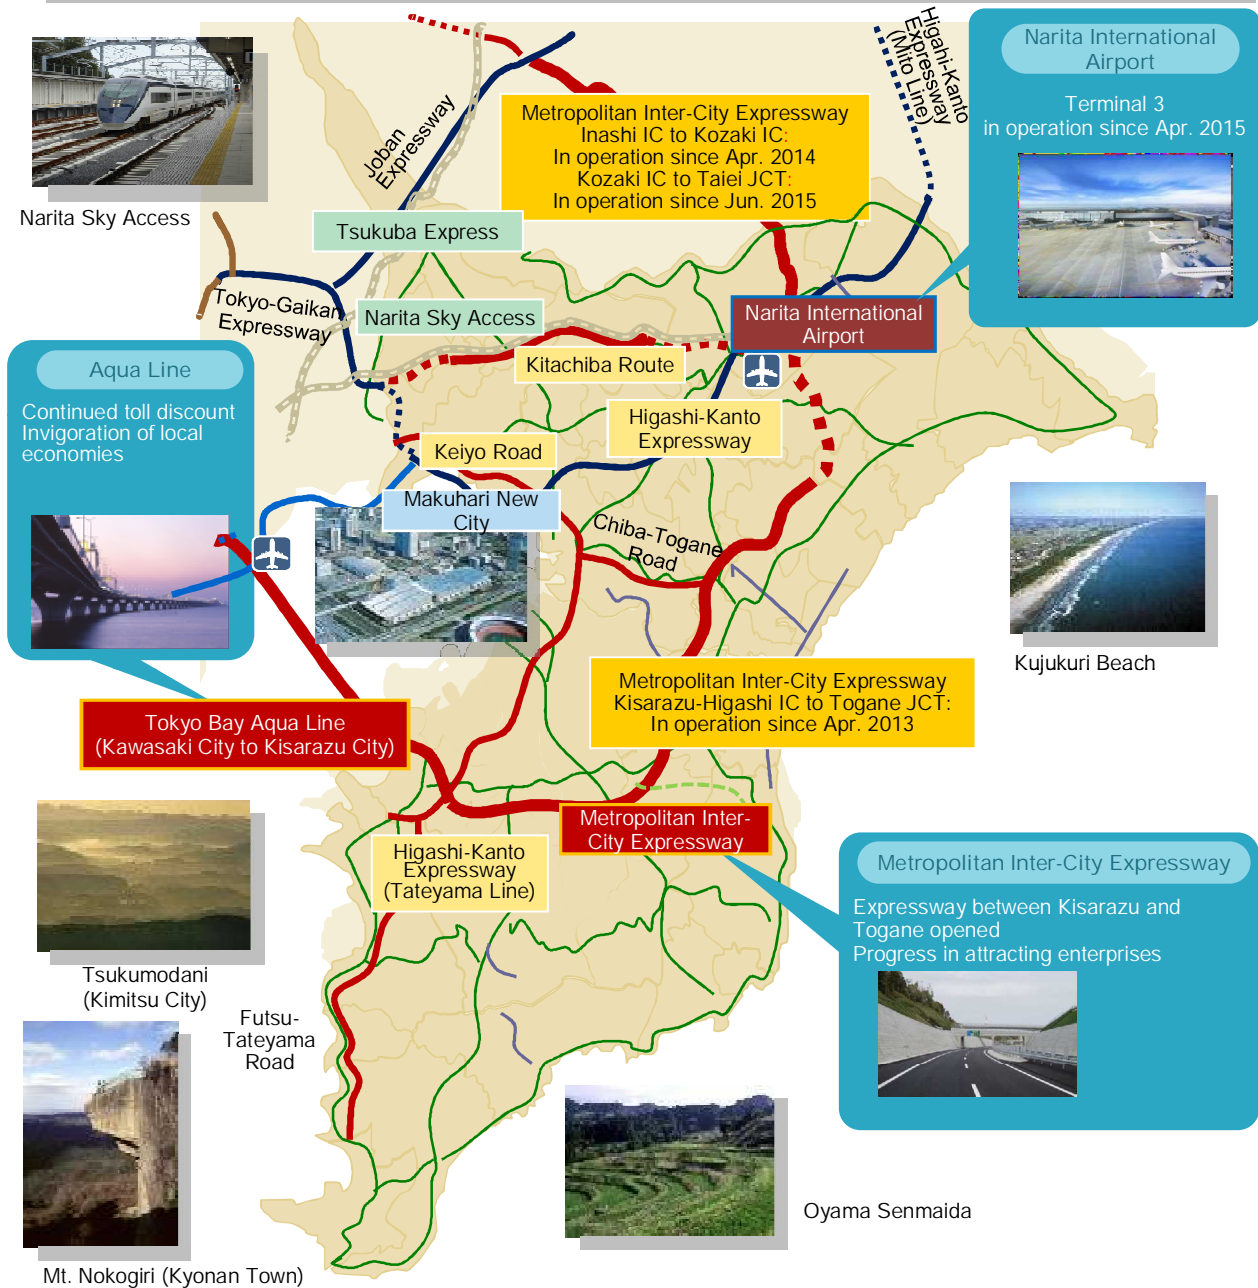 Higahi-Kanto
Expressway
(Mito Line)
Narita International
Airport
Terminal 3
in operation since Apr. 2015
Narita Sky Access
Joban
Expressway
Metropolitan Inter-City Expressway
Inashi IC to Kozaki IC:
In operation since Apr. 2014
Kozaki IC to Taiei JCT:
In operation since Jun. 2015
Tsukuba Express
Tokyo-Gaikan
Expressway
Narita Sky Access
Narita International
Airport
Kitachiba Route
Aqua Line
Continued toll discount
Invigoration of local
economies
Higashi-Kanto
Expressway
Keiyo Road
Makuhari New
City
Chiba-Togane
Road
Kujukuri Beach
Metropolitan Inter-City Expressway
Kisarazu-Higashi IC to Togane JCT:
In operation since Apr. 2013
Tokyo Bay Aqua Line
(Kawasaki City to Kisarazu City)
Metropolitan Inter-
City Expressway
Higashi-Kanto
Expressway
(Tateyama Line)
Metropolitan Inter-City Expressway
Expressway between Kisarazu and
Togane opened
Progress in attracting enterprises
Tsukumodani
(Kimitsu City)
Futsu-
Tateyama
Road
Oyama Senmaida
Mt. Nokogiri (Kyonan Town)